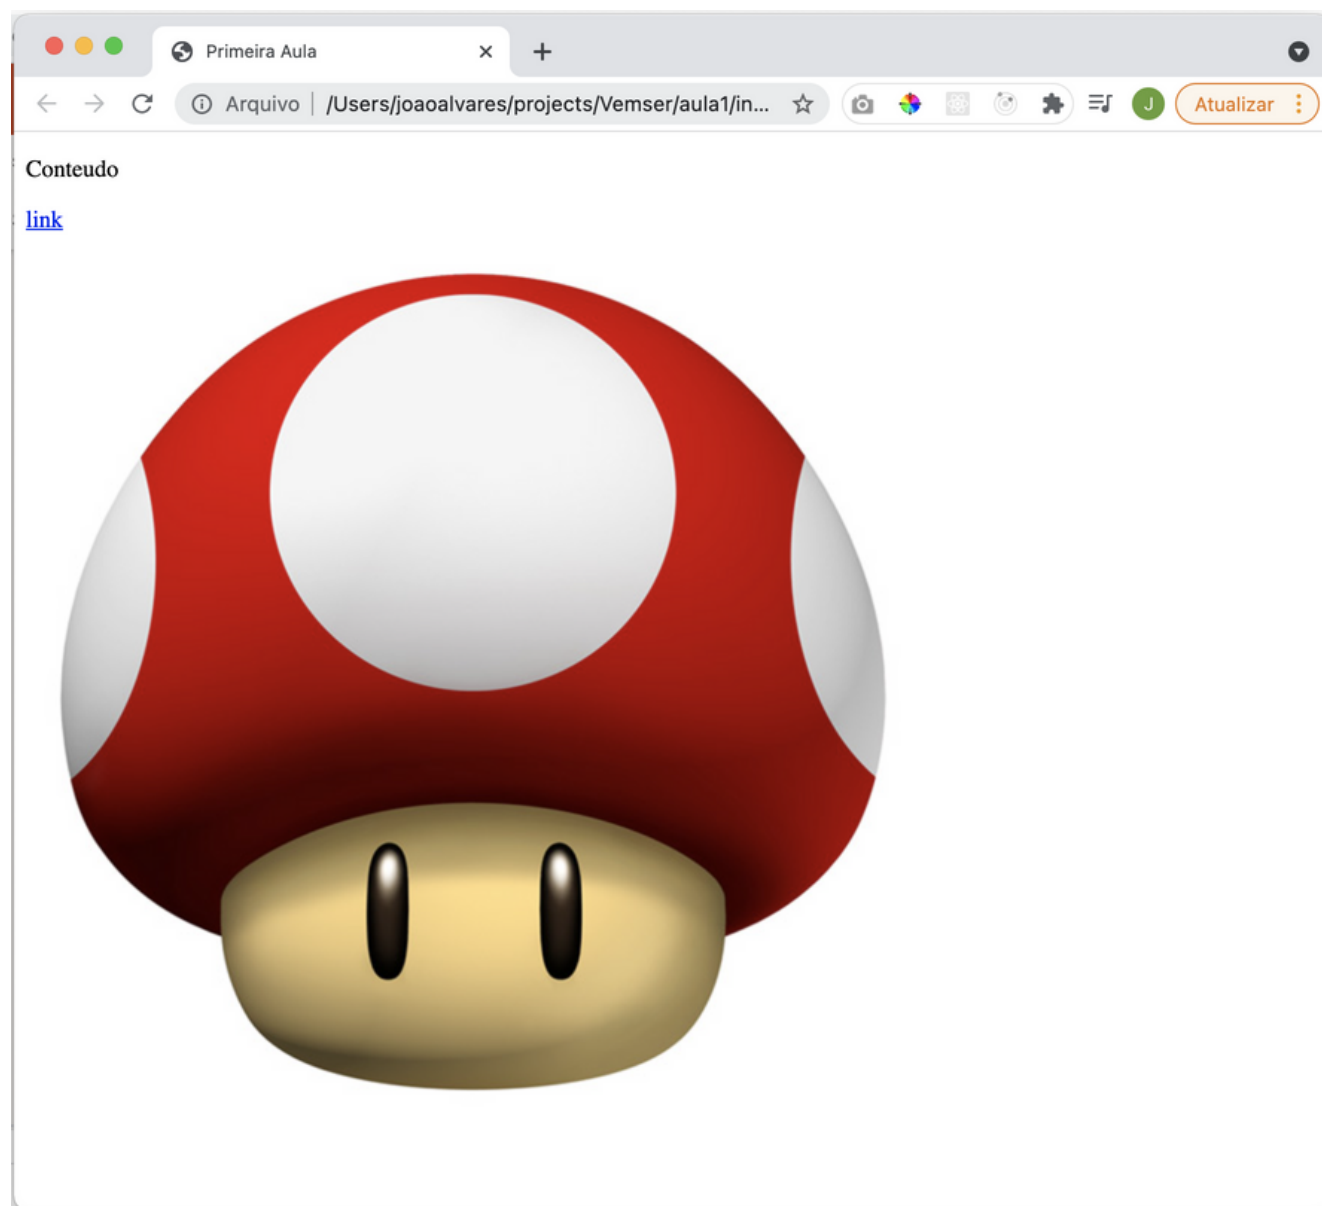 Primeira Aula
Arquivo | /Users/joaoalvares/projects/Vemser/aula1/in...
J
Atualizar
Conteudo
link